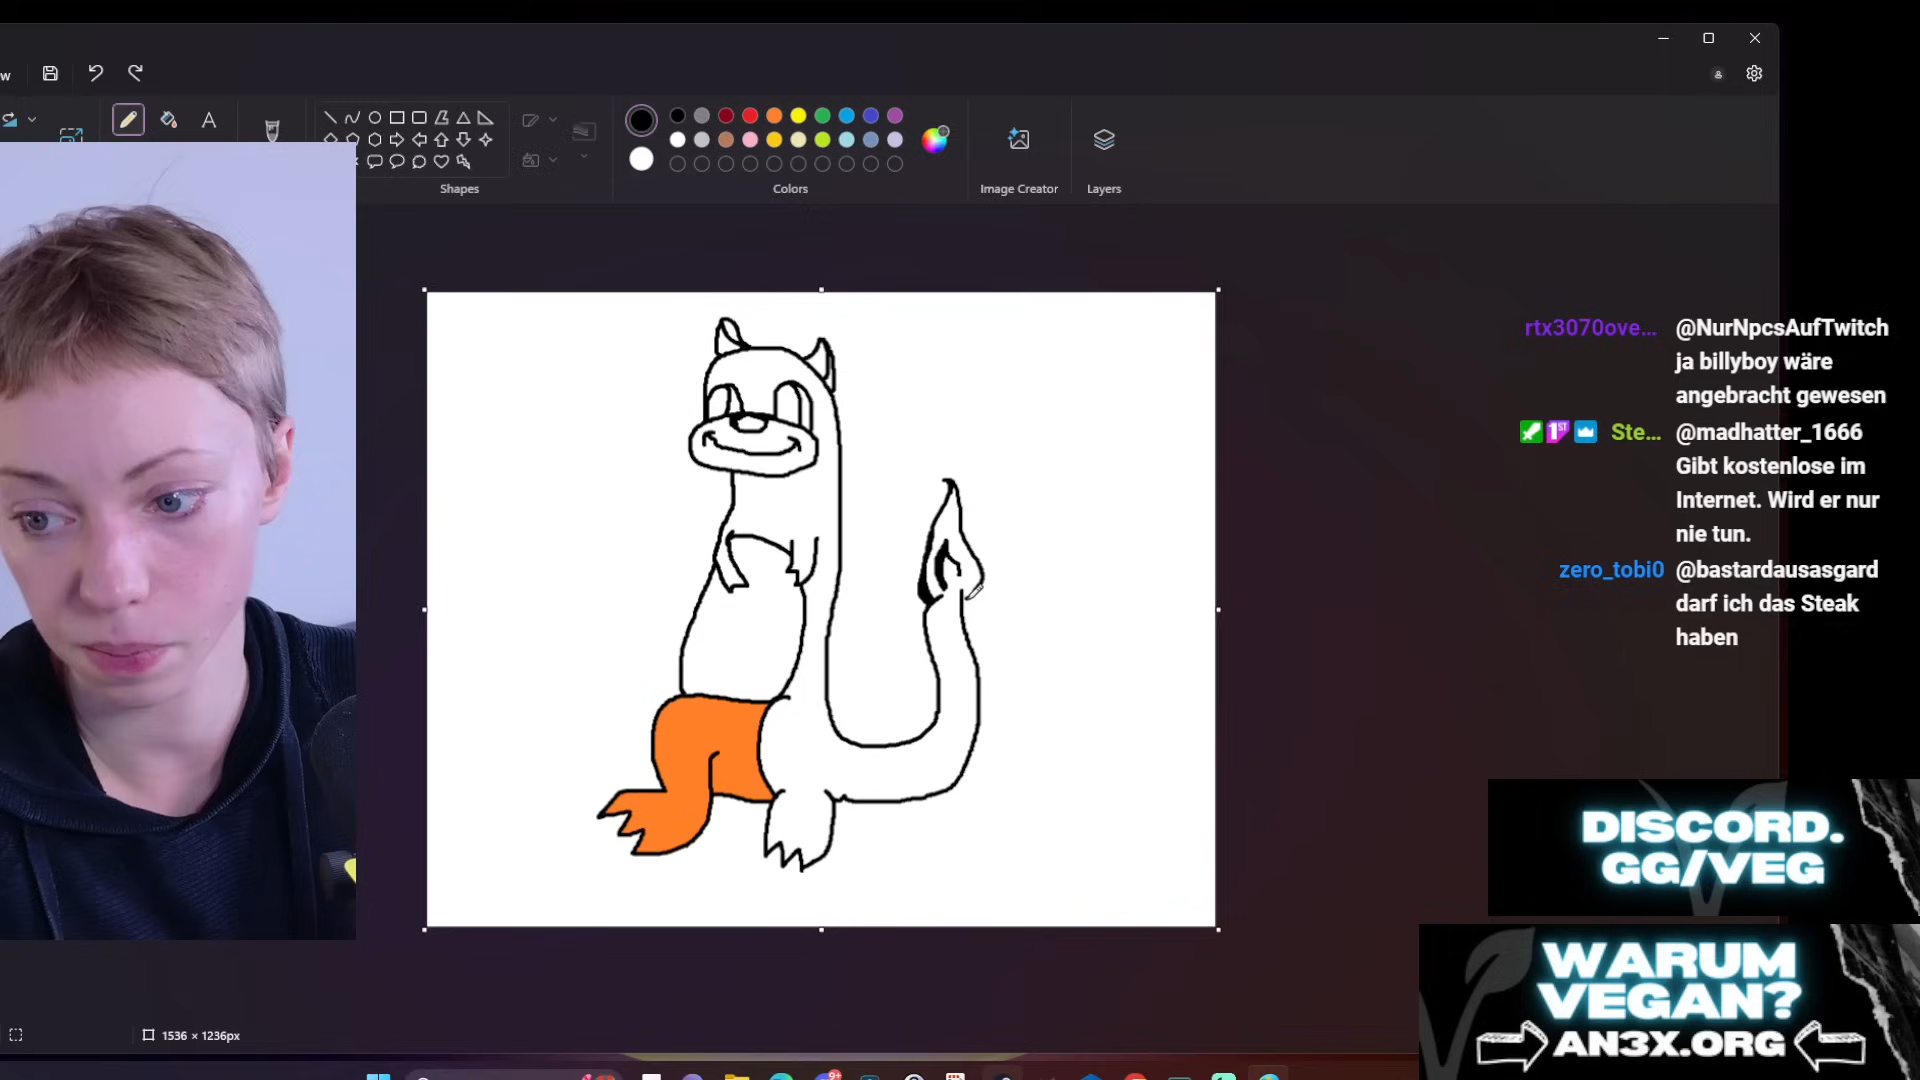 w
A
Shapes
Colors
Image Creator
Layers
rtx3070ove... @NurNpcsAufTwitch
ja billyboy wäre
angebracht gewesen
1ST Ste... @madhatter_1666
Gibt kostenlose im
Internet. Wird er nur
nie tun.
zero_tobi0 @bastardausasgard
darf ich das Steak
haben
DISCORD.
GG/VEG
WARUM
VEGAN?
AN3X.ORG
1536 × 1236px
9+